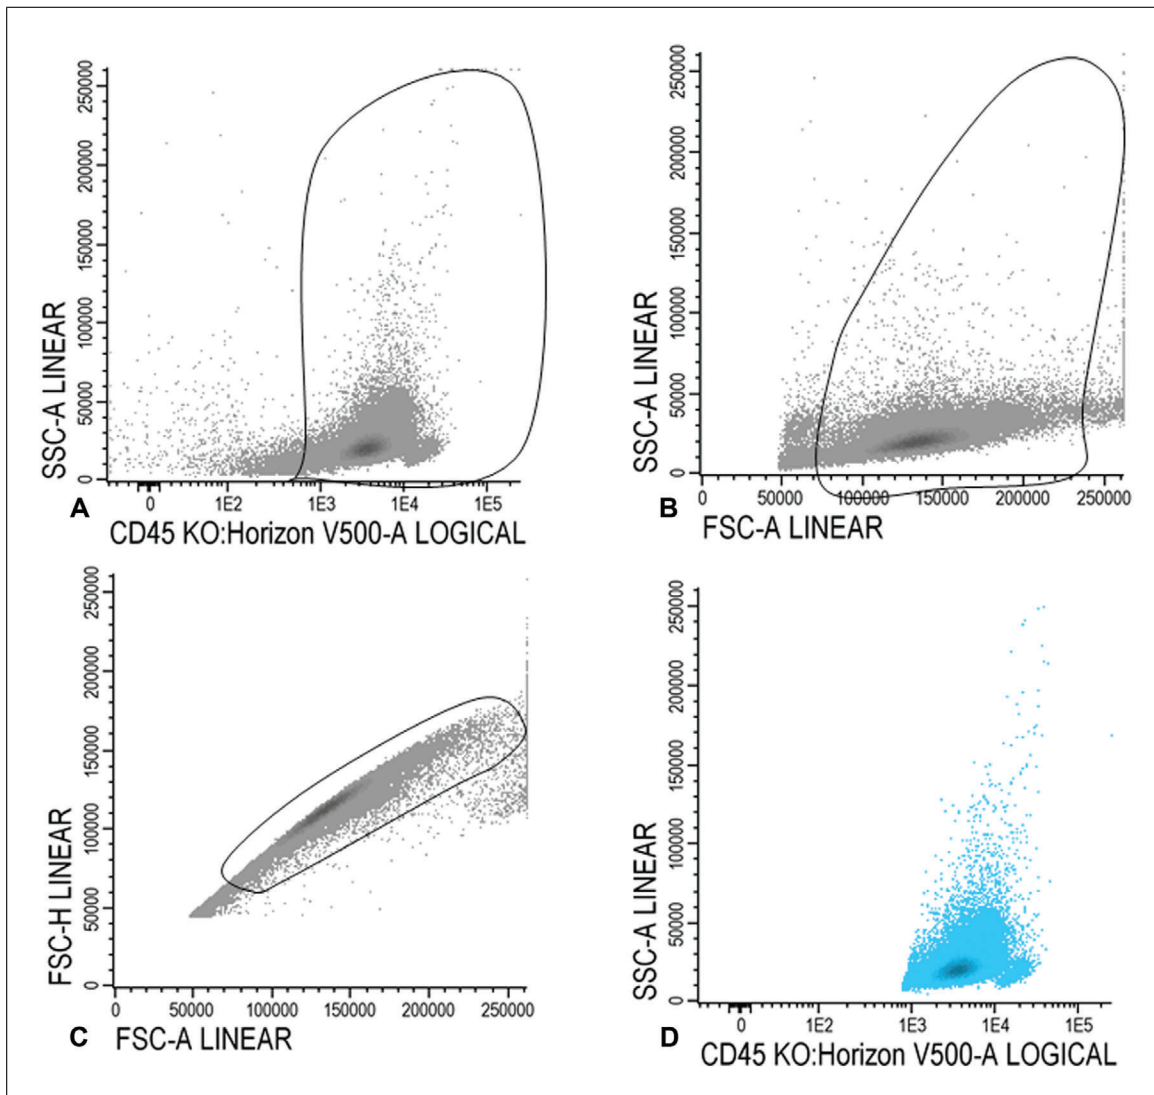 250000
200000
150000
100000
50000
0
SSC-A LINEAR
0
1E2
1E3
1E4
1E5
A
CD45 KO:Horizon V500-A LOGICAL
250000
200000
150000
100000
50000
0
SSC-A LINEAR
0
50000
100000
150000
200000
250000
B
FSC-A LINEAR
250000
200000
150000
100000
50000
0
FSC-H LINEAR
0
50000
100000
150000
200000
250000
C
FSC-A LINEAR
250000
200000
150000
100000
50000
0
SSC-A LINEAR
0
1E2
1E3
1E4
1E5
D
CD45 KO:Horizon V500-A LOGICAL